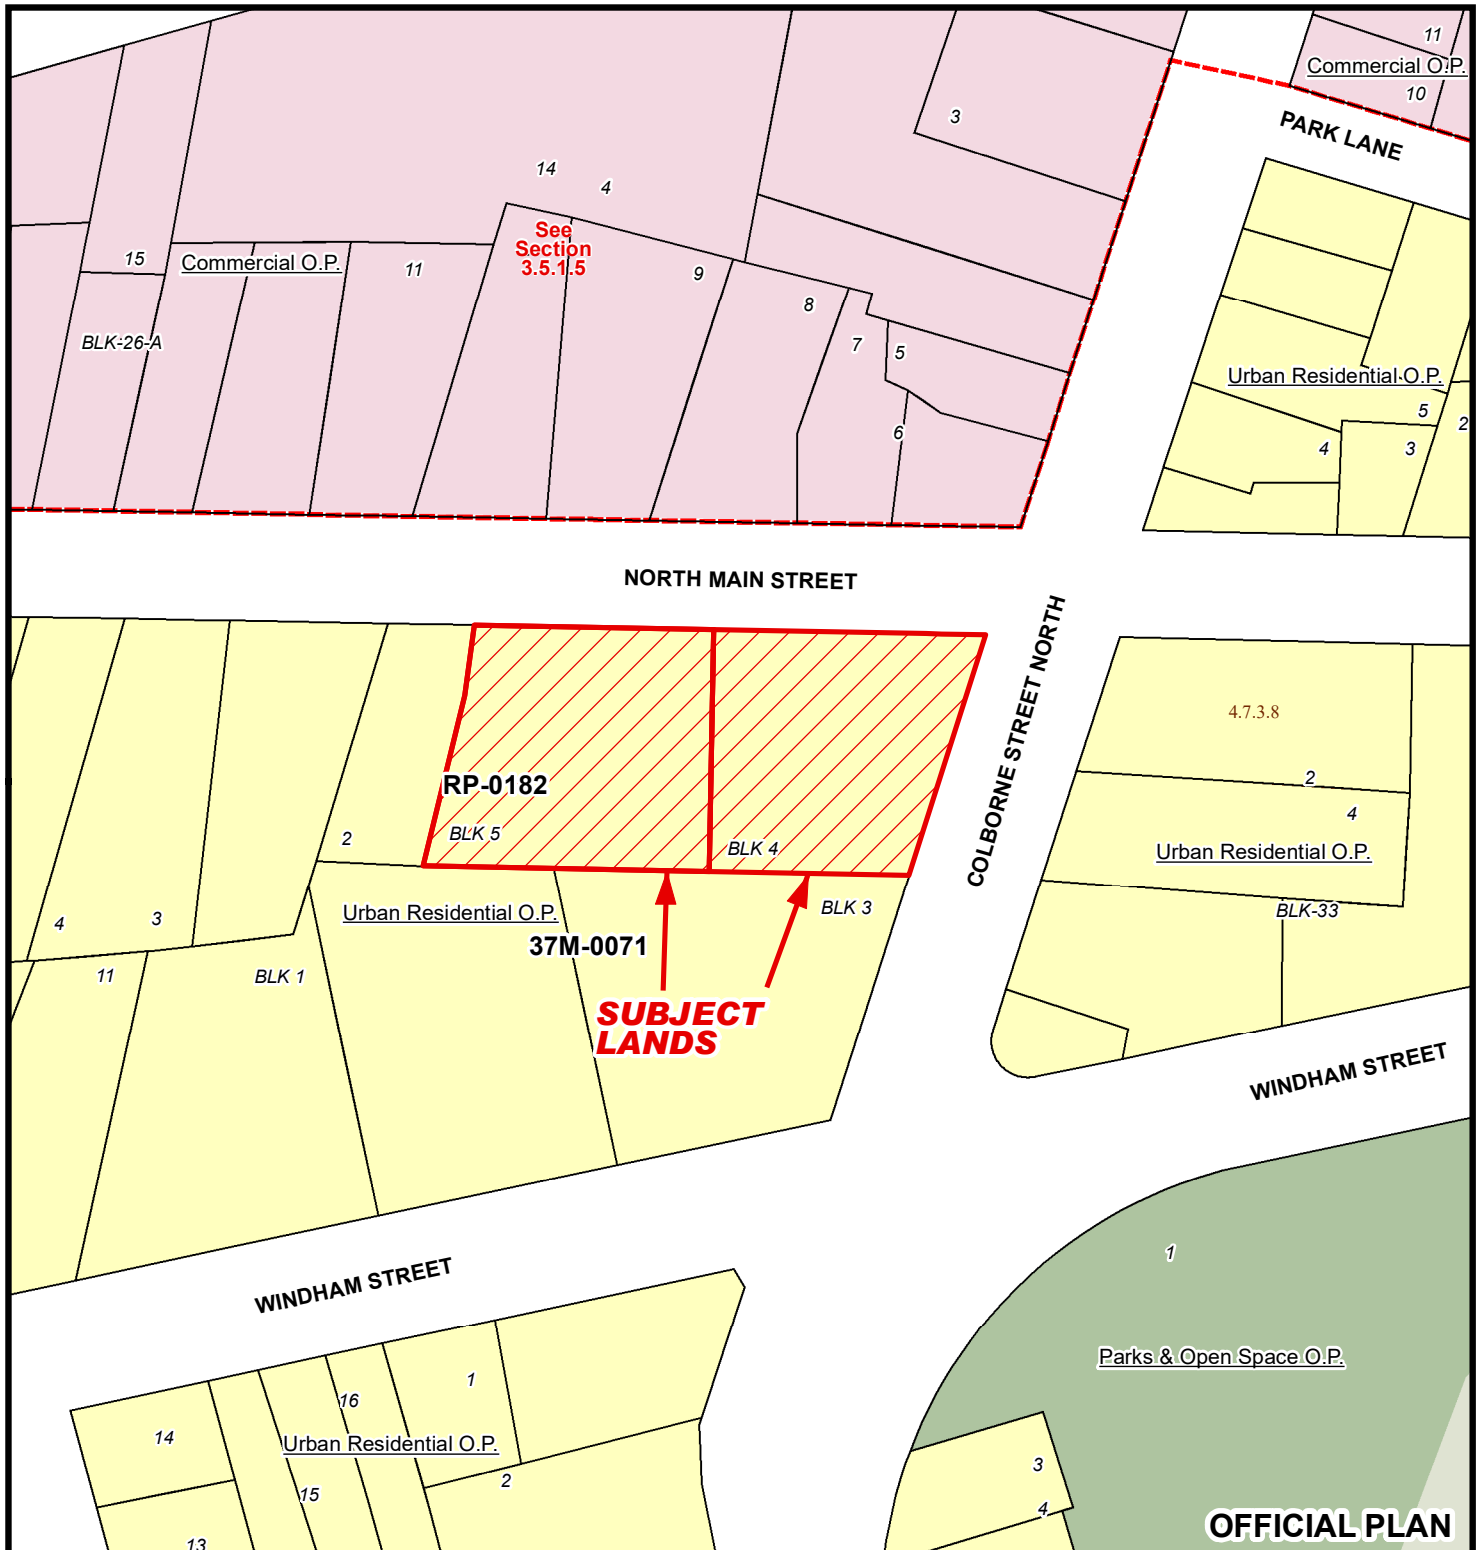 11
Commercial O.P.
10
PARK LANE
3
14
4
See
Section
3.5.1.5
15
Commercial O.P.
11
9
8
BLK-26-A
7
5
6
Urban Residential O.P.
5
2
4
3
NORTH MAIN STREET
COLBORNE STREET NORTH
4.7.3.8
2
4
Urban Residential O.P.
BLK-33
RP-0182
BLK 5
2
BLK 4
BLK 3
Urban Residential O.P.
4
3
37M-0071
11
BLK 1
SUBJECT
LANDS
WINDHAM STREET
WINDHAM STREET
1
Parks & Open Space O.P.
1
16
14
Urban Residential O.P.
2
15
13
3
4
OFFICIAL PLAN